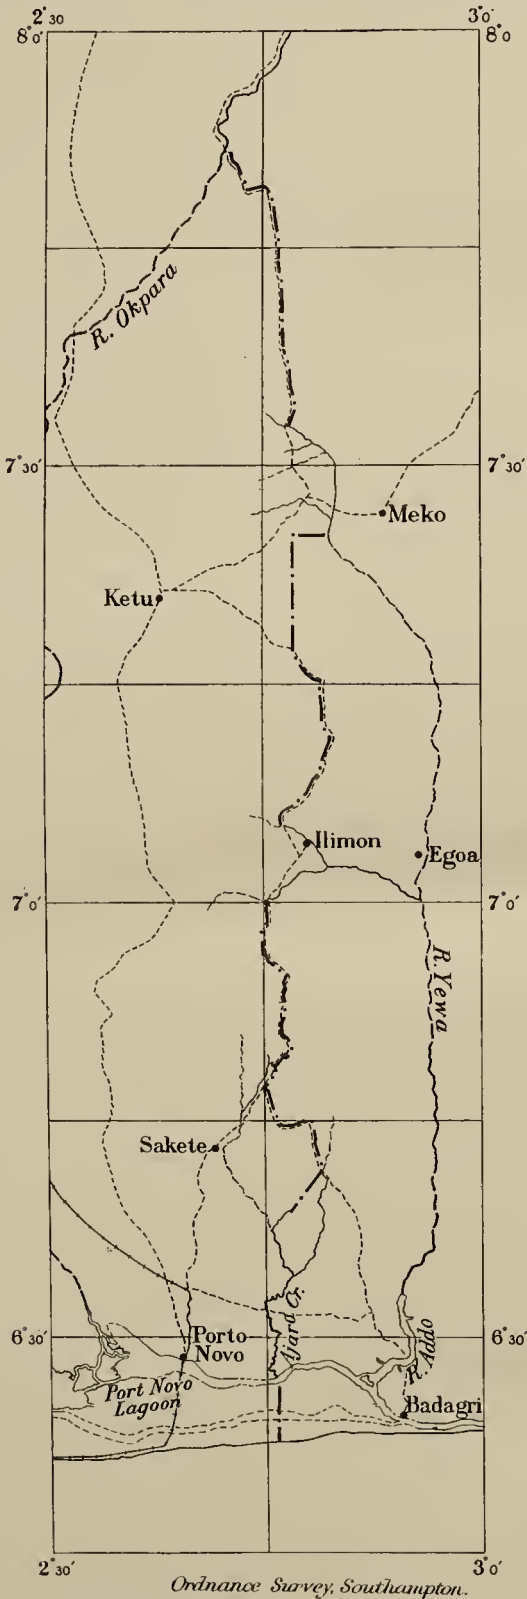 2°30'
3°0'
8°0'
8°0'
R. Okpara
7°30'
7°30'
Meko
Ketu
Ilimon
Egoa
7°0'
7°0'
R. Yewa
Sakete
Ajara Cr.
6°30'
6°30'
Porto
Novo
R. Addo
Port Novo
Lagoon
Badagri
2°30'
3°0'
Ordnance Survey, Southampton.